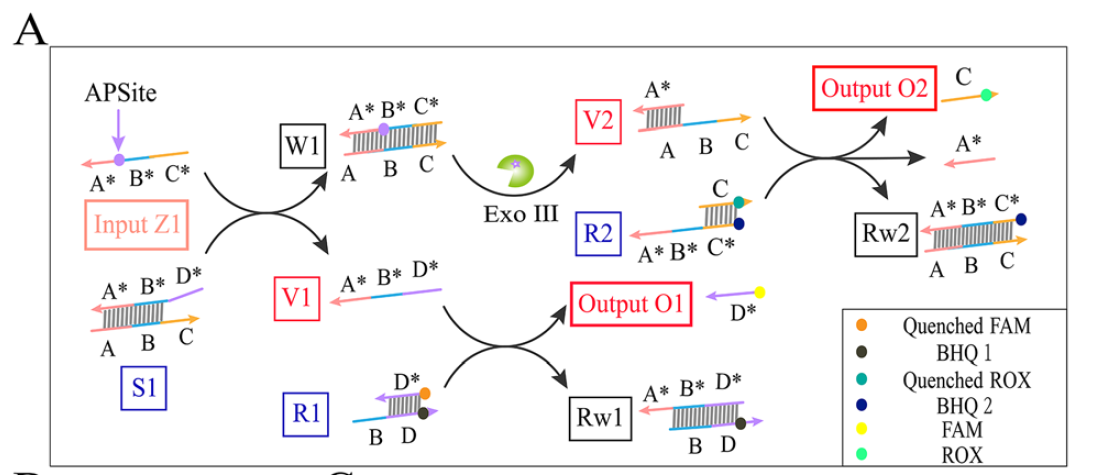 A
APSite
A* B* C*
Input Z1
A* B* D*
A B C
S1
W1
A* B* C*
A B C
Exo III
V1
A* B* D*
R1
D*
B D
V2
A*
A B C
R2
C
A* B* C*
Output O1
D*
Rw1
A* B* D*
B D
Output O2
C
A*
Rw2
A* B* C*
A B C
Quenched FAM
BHQ 1
Quenched ROX
BHQ 2
FAM
ROX